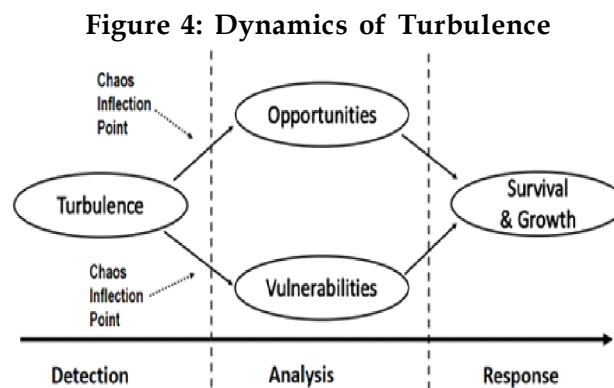 Figure 4: Dynamics of Turbulence
Chaos
Inflection
Point
Opportunities
Turbulence
Survival
& Growth
Chaos
Inflection
Point
Vulnerabilities
Detection
Analysis
Response